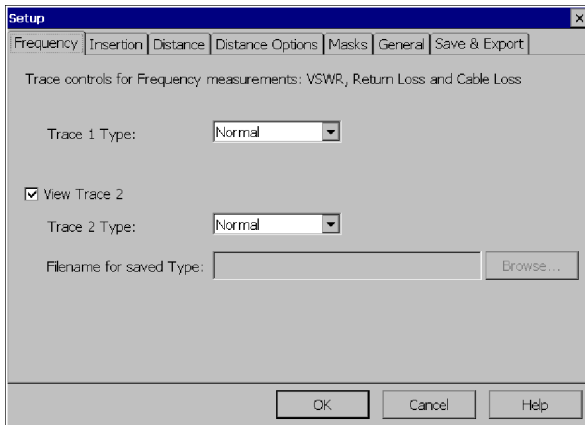 Setup
Frequency Insertion Distance Distance Options Masks General Save & Export
Trace controls for Frequency measurements: VSWR, Return Loss and Cable Loss
Trace 1 Type: Normal
View Trace 2
Trace 2 Type: Normal
Filename for saved Type: Browse...
OK Cancel Help